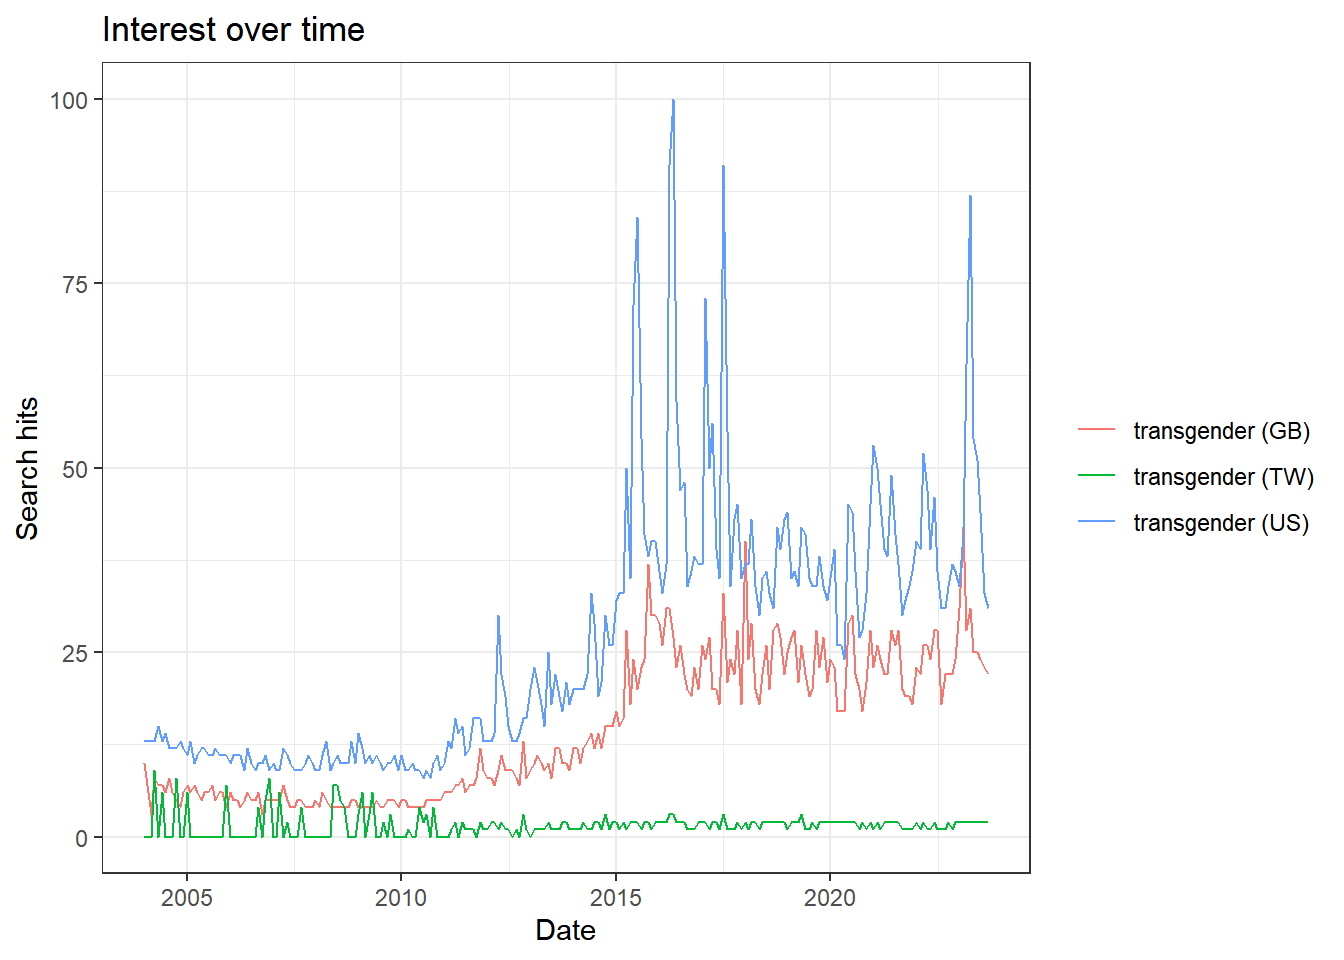 Interest over time
100
75
50
25
0
Search hits
2005 2010 2015 2020
Date
transgender (GB)
transgender (TW)
transgender (US)